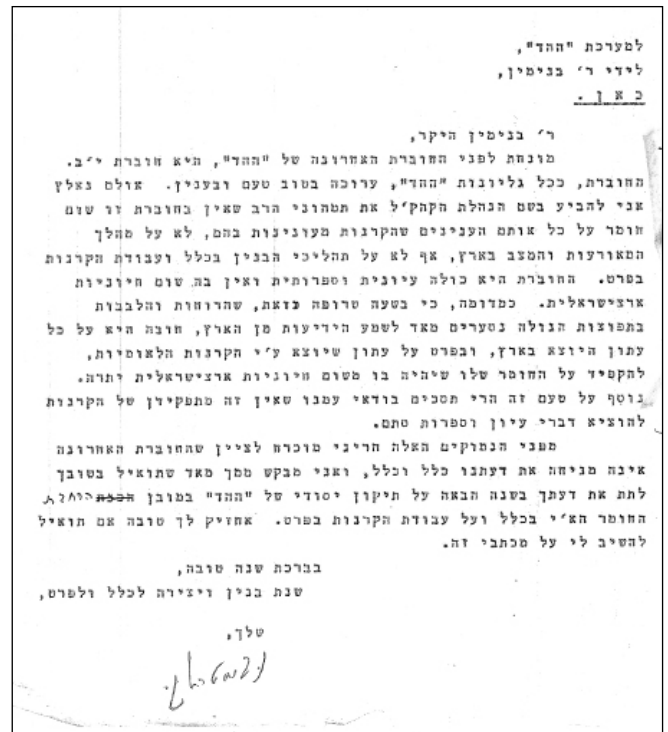 למערכת "ההד",
לידי ר' בנימין,
כ א ן .
ר' בנימין היקר,
מונחת לפני החוברת האחרונה של "ההד", היא חוברת י"ב.
החוברת, ככל גליונות "ההד", ערוכה בטוב טעם ובענין. אולם נאלץ
אני להביע בשם הנהלת הקהק"ל את תמהוני הרב שאין בחוברת זו שום
חומר על כל אותם הענינים שהקרנות מעונינות בהם, לא על מהלך
המאורעות והמצב בארץ, אף לא על תהליכי הבנין בכלל ועבודת הקרנות
בפרט. החוברת היא כולה עיונית וספרותית ואין בה שום חיוניות
ארצישראלית. כמדומה, כי בשעה טרופה כזאת, שהרוחות והלבבות
בתפוצות הגולה נסערים מאד לשמע הידיעות מן הארץ, חובה היא על כל
עתון היוצא בארץ, ובפרט על עתון שיוצא ע"י הקרנות הלאומיות,
להקפיד על החומר שלו שיהיה בו משום חיוניות ארצישראלית יתרה.
נוסף על טעם זה הרי תסכים בודאי עמנו שאין זה מתפקידן של הקרנות
להוציא דברי עיון וספרות סתם.
מפני הנמוקים האלה הריני מוכרח לציין שהחוברת האחרונה
אינה מניחה את דעתנו כלל וכלל, ואני מבקש ממך מאד שתואיל בטובך
לתת את דעתך בשנה הבאה על תיקון יסודי של "ההד" במובן
החומר הא"י בכלל ועל עבודת הקרנות בפרט. אחזיק לך טובה אם תואיל
להשיב לי על מכתבי זה.
בברכת שנה טובה,
שנת בנין ויצירה לכלל ולפרט,
שלך,